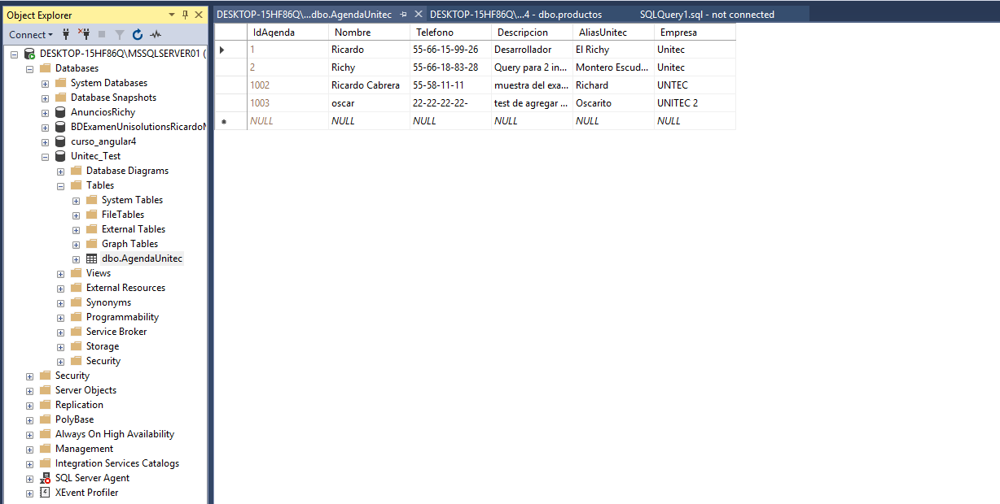 Object Explorer
Connect
DESKTOP-15HF86Q\MSSQLSERVER01 (
Databases
System Databases
Database Snapshots
AnunciosRichy
BDExamenUnisolutionsRicardoM
curso_angular4
Unitec_Test
Database Diagrams
Tables
System Tables
FileTables
External Tables
Graph Tables
dbo.AgendaUnitec
Views
External Resources
Synonyms
Programmability
Service Broker
Storage
Security
Security
Server Objects
Replication
PolyBase
Always On High Availability
Management
Integration Services Catalogs
SQL Server Agent
XEvent Profiler
DESKTOP-15HF86Q\...dbo.AgendaUnitec DESKTOP-15HF86Q\...4 - dbo.productos SQLQuery1.sql - not connected
IdAgenda Nombre Telefono Descripcion AliasUnitec Empresa
1 Ricardo 55-66-15-99-26 Desarrollador El Richy Unitec
2 Richy 55-66-18-83-28 Query para 2 in... Montero Escud... Unitec
1002 Ricardo Cabrera 55-58-11-11 muestra del exa... Richard UNTEC
1003 oscar 22-22-22-22- test de agregar ... Oscarito UNITEC 2
NULL NULL NULL NULL NULL NULL